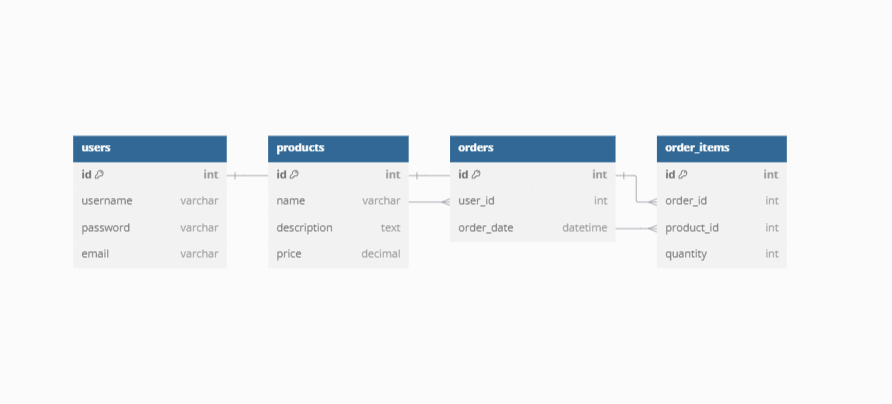 users
id int
username varchar
password varchar
email varchar
products
id int
name varchar
description text
price decimal
orders
id int
user_id int
order_date datetime
order_items
id int
order_id int
product_id int
quantity int